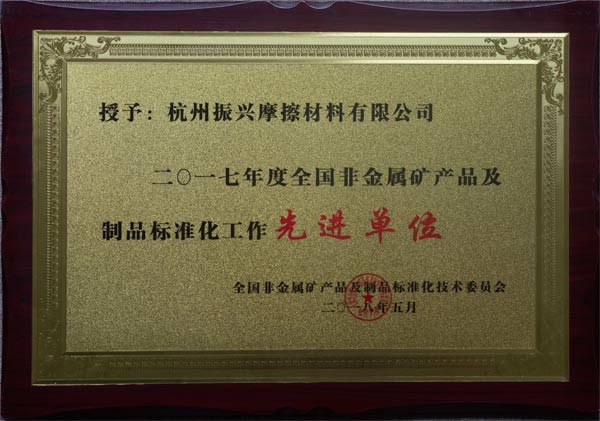 授予：杭州振兴摩擦材料有限公司
二〇一七年度全国非金属矿产品及
制品标准化工作先进单位
全国非金属矿产品及制品标准化技术委员会
二〇一八年五月